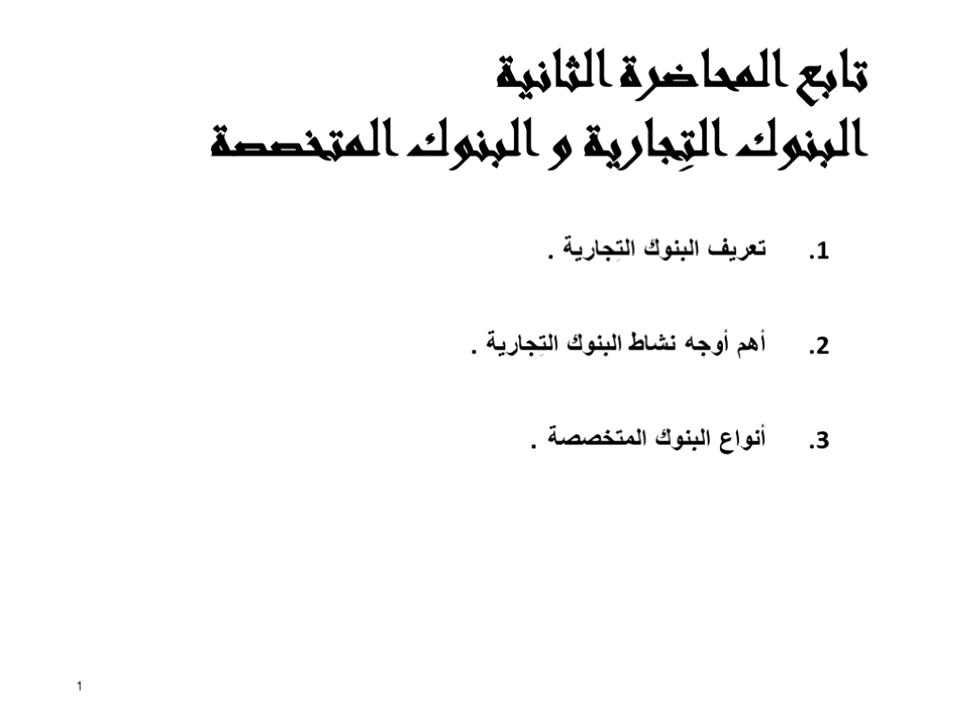 تابع المحاضرة الثانية
البنوك التِجارية و البنوك المتخصصة
1. تعريف البنوك التِجارية .
2. أهم أوجه نشاط البنوك التِجارية .
3. أنواع البنوك المتخصصة .
1